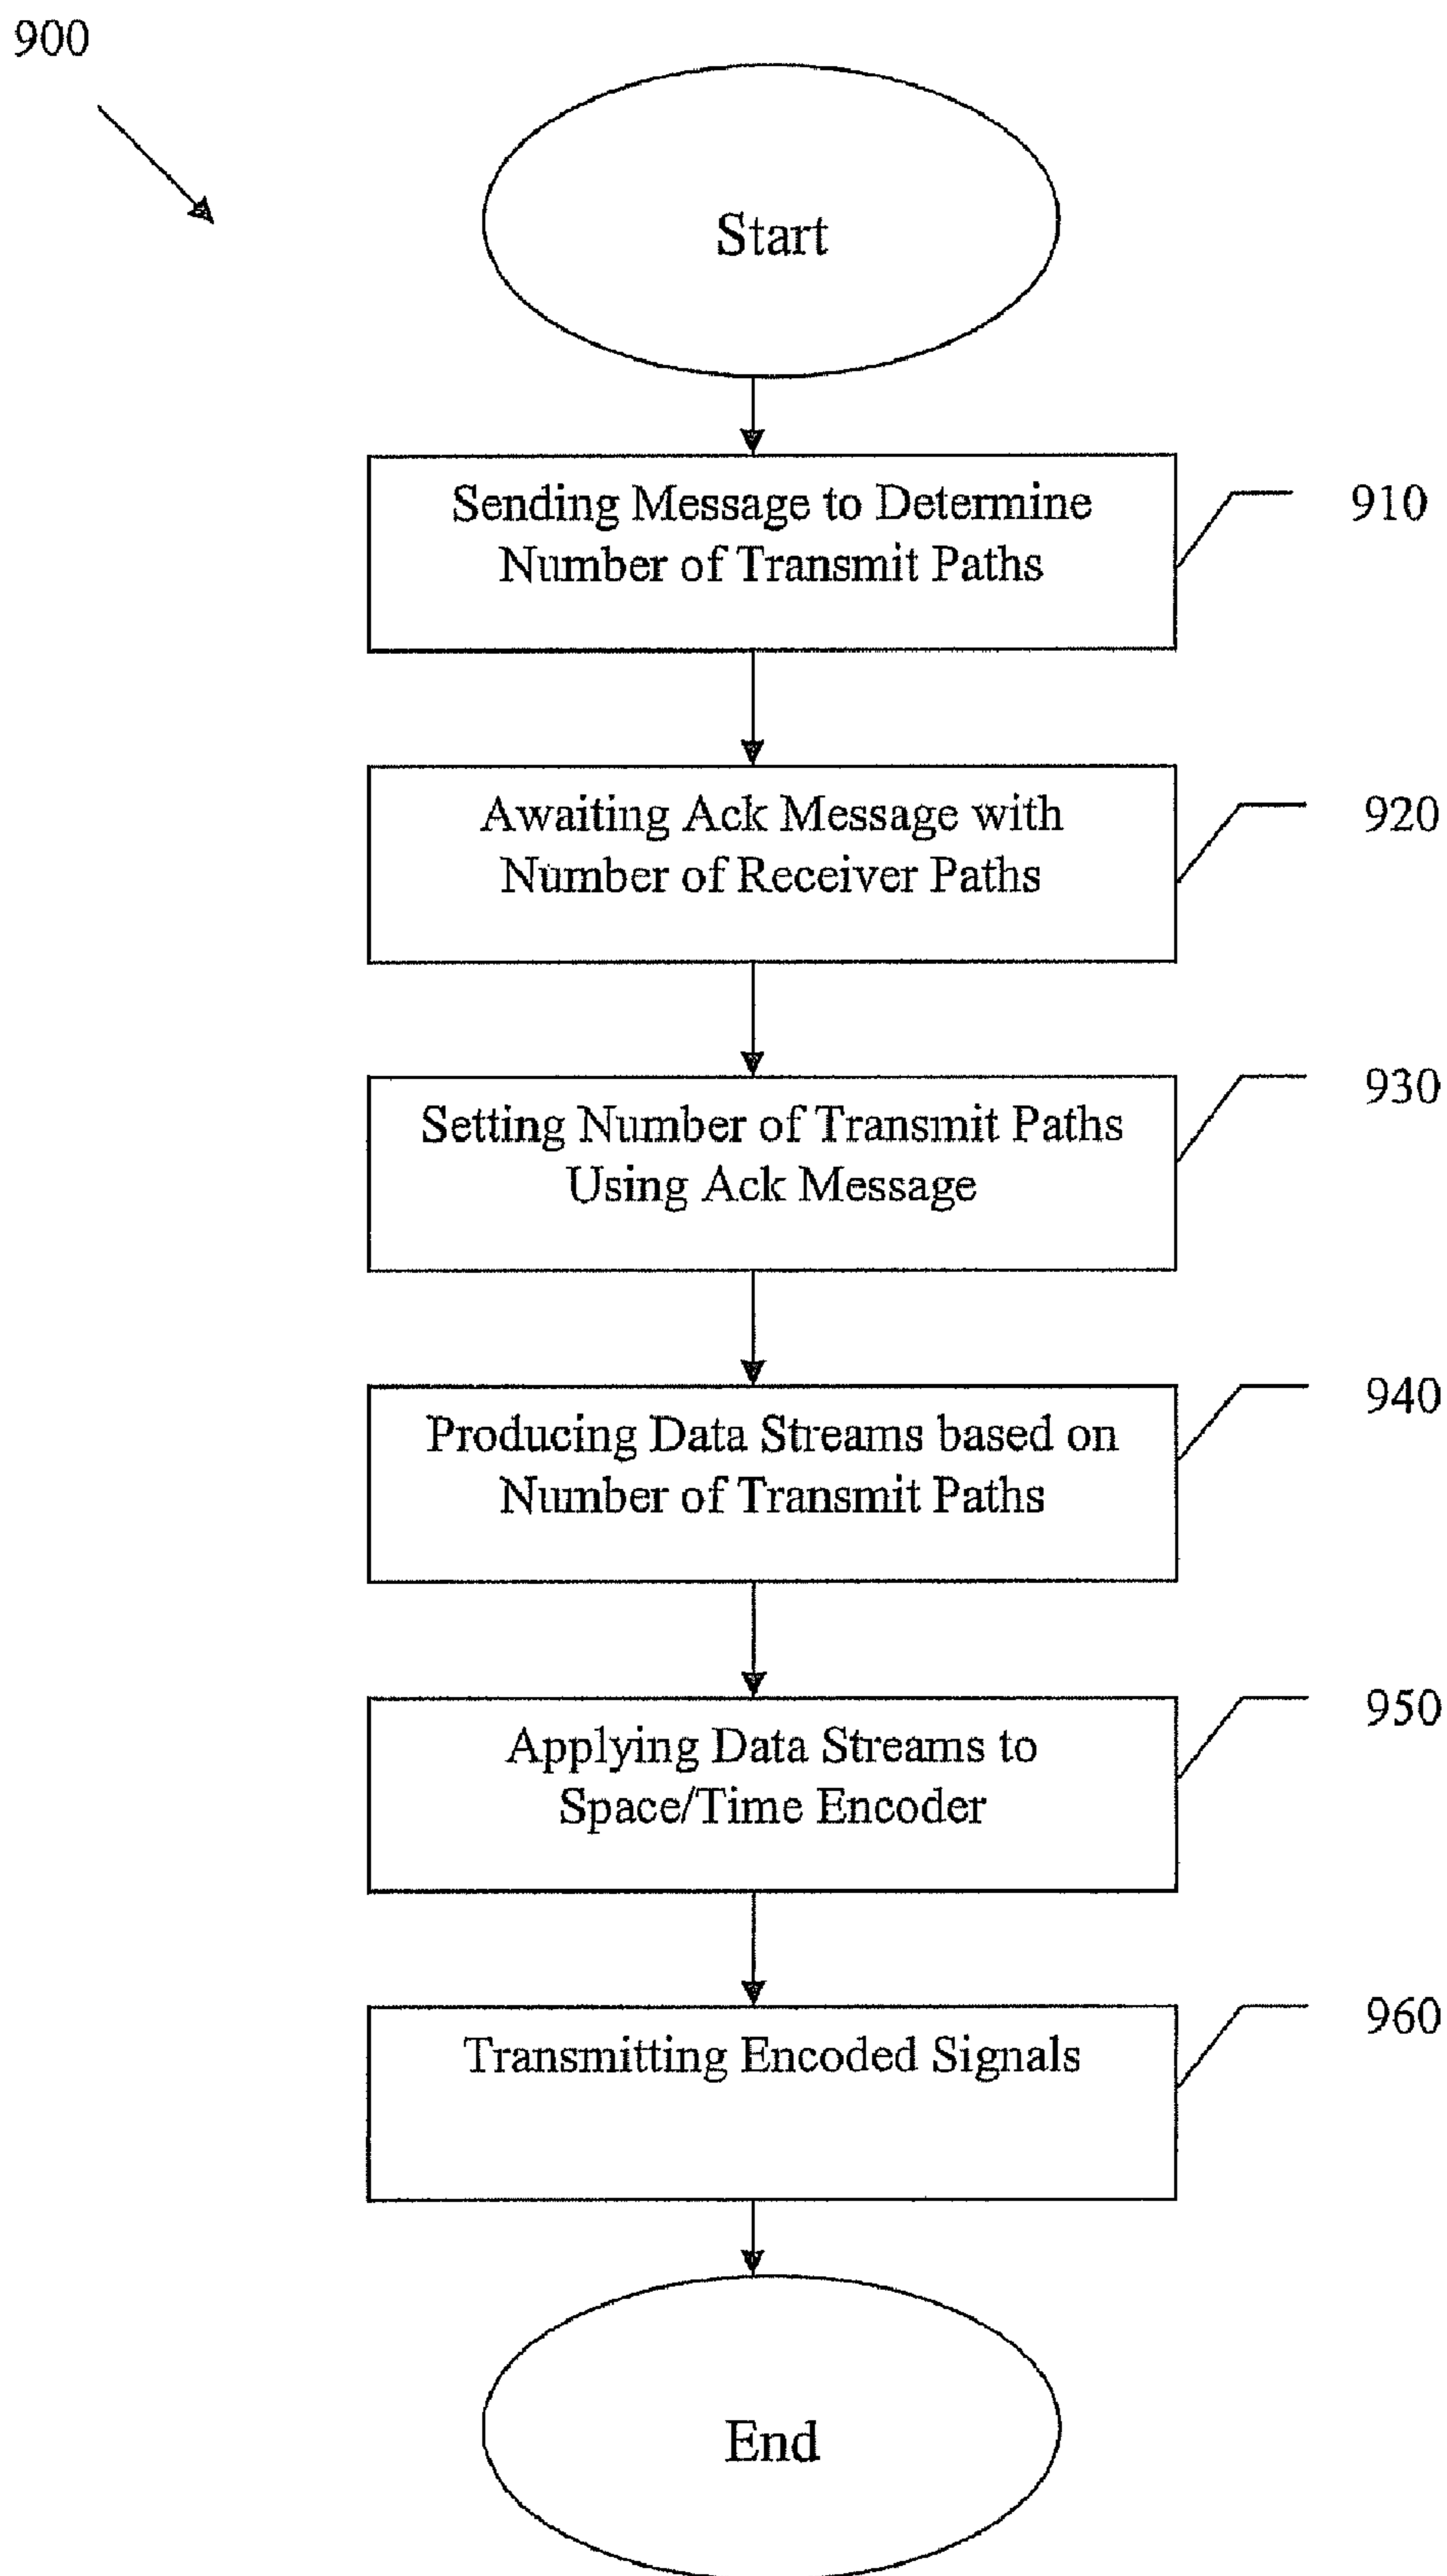 900
Start
Sending Message to Determine
Number of Transmit Paths
910
Awaiting Ack Message with
Number of Receiver Paths
920
Setting Number of Transmit Paths
Using Ack Message
930
Producing Data Streams based on
Number of Transmit Paths
940
Applying Data Streams to
Space/Time Encoder
950
Transmitting Encoded Signals
960
End